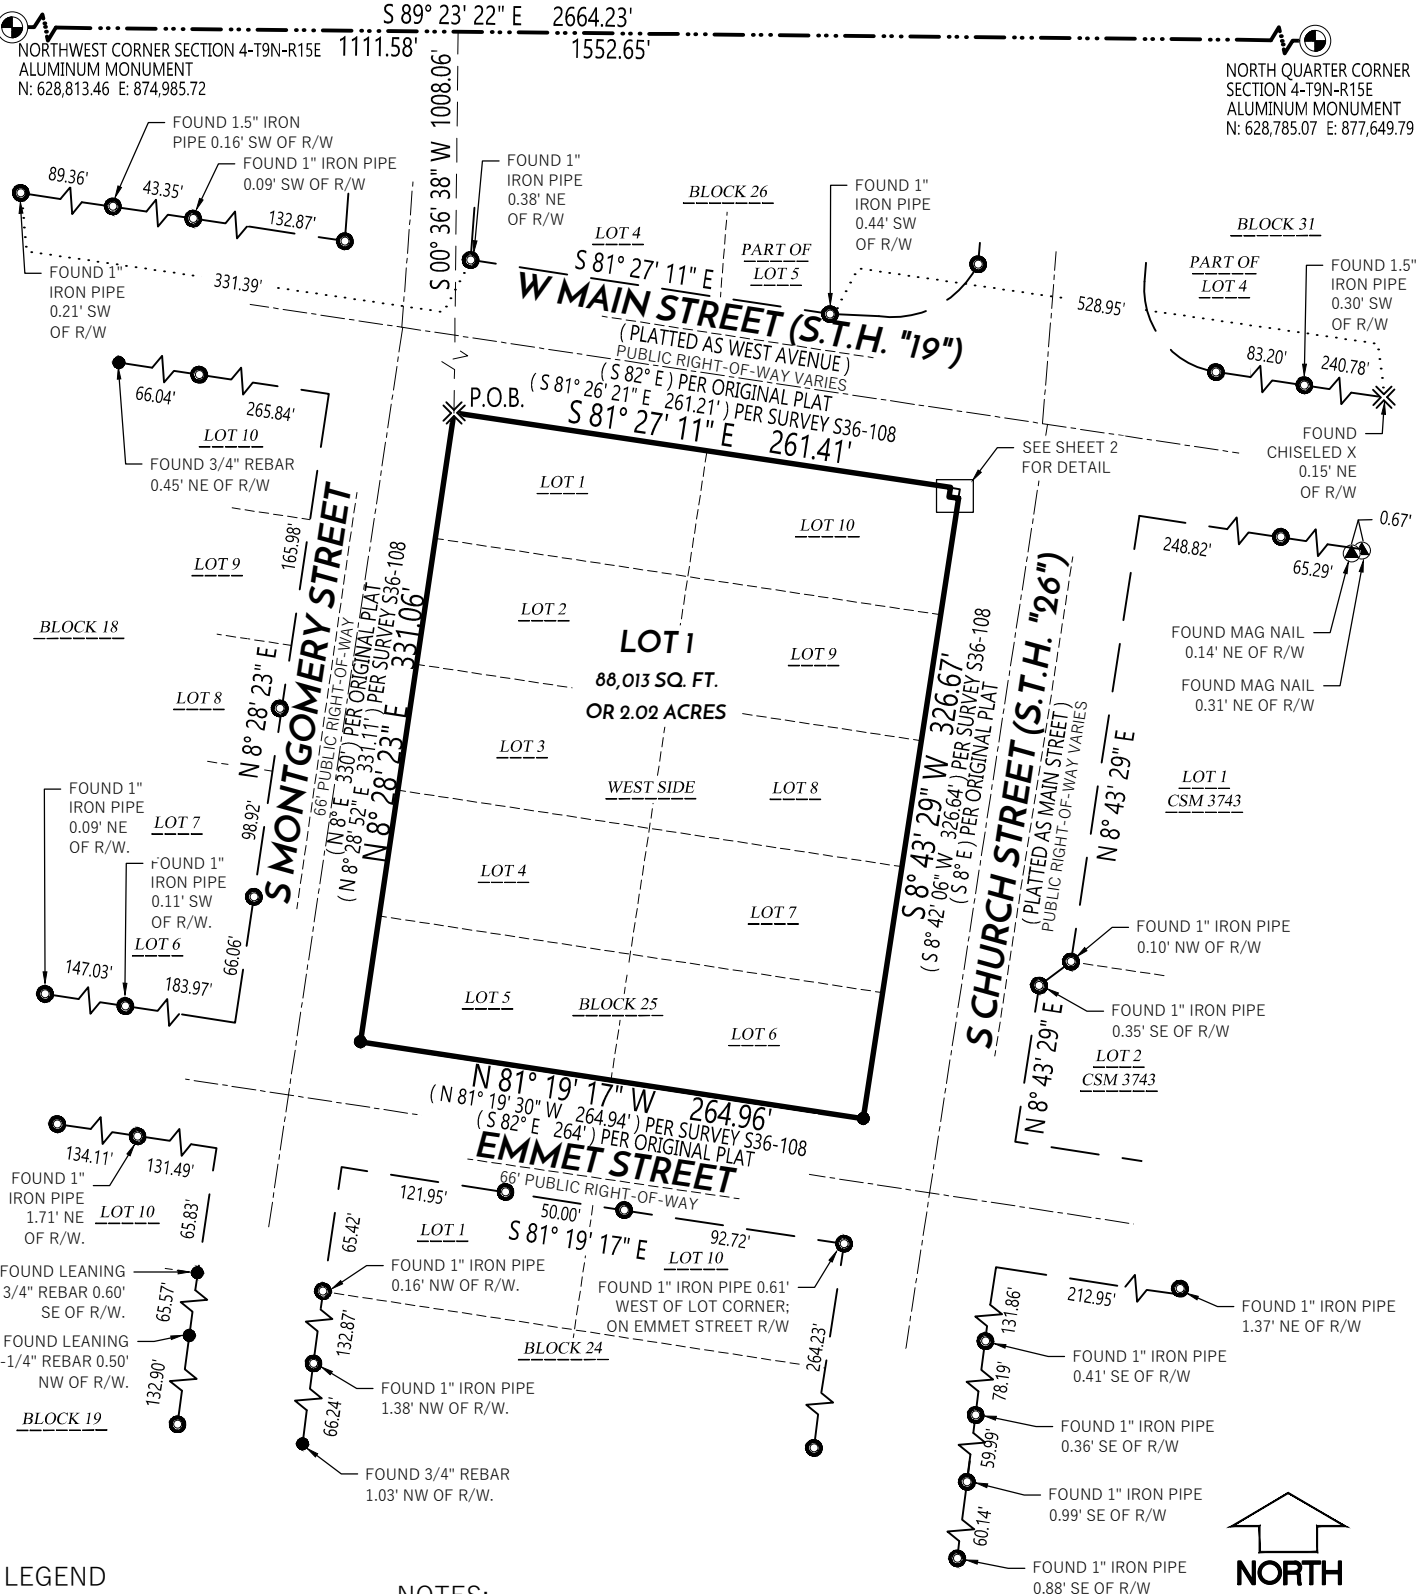 S 89° 23' 22" E 2664.23'
NORTHWEST CORNER SECTION 4-T9N-R15E
ALUMINUM MONUMENT
N: 628,813.46 E: 874,985.72
1111.58'
1552.65'
NORTH QUARTER CORNER
SECTION 4-T9N-R15E
ALUMINUM MONUMENT
N: 628,785.07 E: 877,649.79
S 00° 36' 38" W 1008.06'
FOUND 1.5" IRON
PIPE 0.16' SW OF R/W
FOUND 1" IRON PIPE
0.09' SW OF R/W
89.36'
43.35'
132.87'
FOUND 1"
IRON PIPE
0.21' SW
OF R/W
331.39'
FOUND 1"
IRON PIPE
0.38' NE
OF R/W
BLOCK 26
LOT 4
PART OF
LOT 5
FOUND 1"
IRON PIPE
0.44' SW
OF R/W
BLOCK 31
PART OF
LOT 4
FOUND 1.5"
IRON PIPE
0.30' SW
OF R/W
528.95'
83.20'
240.78'
S 81° 27' 11" E
W MAIN STREET (S.T.H. "19")
( PLATTED AS WEST AVENUE )
PUBLIC RIGHT-OF-WAY VARIES
( S 82° E ) PER ORIGINAL PLAT
( S 81° 26' 21" E 261.21' ) PER SURVEY S36-108
S 81° 27' 11" E 261.41'
P.O.B.
66.04'
265.84'
LOT 10
FOUND 3/4" REBAR
0.45' NE OF R/W
SEE SHEET 2
FOR DETAIL
FOUND
CHISELED X
0.15' NE
OF R/W
0.67'
248.82'
65.29'
FOUND MAG NAIL
0.14' NE OF R/W
FOUND MAG NAIL
0.31' NE OF R/W
LOT 1
LOT 10
LOT 2
LOT 1
88,013 SQ. FT.
OR 2.02 ACRES
LOT 9
LOT 3
WEST SIDE
LOT 8
LOT 4
LOT 7
LOT 5
BLOCK 25
LOT 6
165.98'
LOT 9
BLOCK 18
LOT 8
N 8° 28' 23" E
S MONTGOMERY STREET
66' PUBLIC RIGHT-OF-WAY
( N 8° E 330' ) PER ORIGINAL PLAT
( N 8° 28' 52" E 331.11' ) PER SURVEY S36-108
N 8° 28' 23" E 331.06'
FOUND 1"
IRON PIPE
0.09' NE
OF R/W.
LOT 7
98.92'
FOUND 1"
IRON PIPE
0.11' SW
OF R/W.
LOT 6
147.03'
183.97'
66.06'
S 8° 43' 29" W 326.67'
( S 8° 42' 06" W 326.64' ) PER SURVEY S36-108
( S 8° E ) PER ORIGINAL PLAT
S CHURCH STREET (S.T.H. "26")
( PLATTED AS MAIN STREET )
PUBLIC RIGHT-OF-WAY VARIES
N 8° 43' 29" E
LOT 1
CSM 3743
FOUND 1" IRON PIPE
0.10' NW OF R/W
FOUND 1" IRON PIPE
0.35' SE OF R/W
N 8° 43' 29" E
LOT 2
CSM 3743
N 81° 19' 17" W 264.96'
( N 81° 19' 30" W 264.94' ) PER SURVEY S36-108
( S 82° E 264' ) PER ORIGINAL PLAT
EMMET STREET
66' PUBLIC RIGHT-OF-WAY
134.11'
131.49'
FOUND 1"
IRON PIPE
1.71' NE
OF R/W.
LOT 10
65.83'
FOUND LEANING
3/4" REBAR 0.60'
SE OF R/W.
65.57'
FOUND LEANING
-1/4" REBAR 0.50'
NW OF R/W.
132.90'
BLOCK 19
121.95'
50.00'
92.72'
65.42'
LOT 1
S 81° 19' 17" E
LOT 10
FOUND 1" IRON PIPE
0.16' NW OF R/W.
FOUND 1" IRON PIPE 0.61'
WEST OF LOT CORNER;
ON EMMET STREET R/W
132.87'
BLOCK 24
264.23'
FOUND 1" IRON PIPE
1.38' NW OF R/W.
66.24'
FOUND 3/4" REBAR
1.03' NW OF R/W.
212.95'
131.86'
FOUND 1" IRON PIPE
1.37' NE OF R/W
FOUND 1" IRON PIPE
0.41' SE OF R/W
78.19'
FOUND 1" IRON PIPE
0.36' SE OF R/W
59.99'
FOUND 1" IRON PIPE
0.99' SE OF R/W
60.14'
FOUND 1" IRON PIPE
0.88' SE OF R/W
NORTH
LEGEND
NOTES: